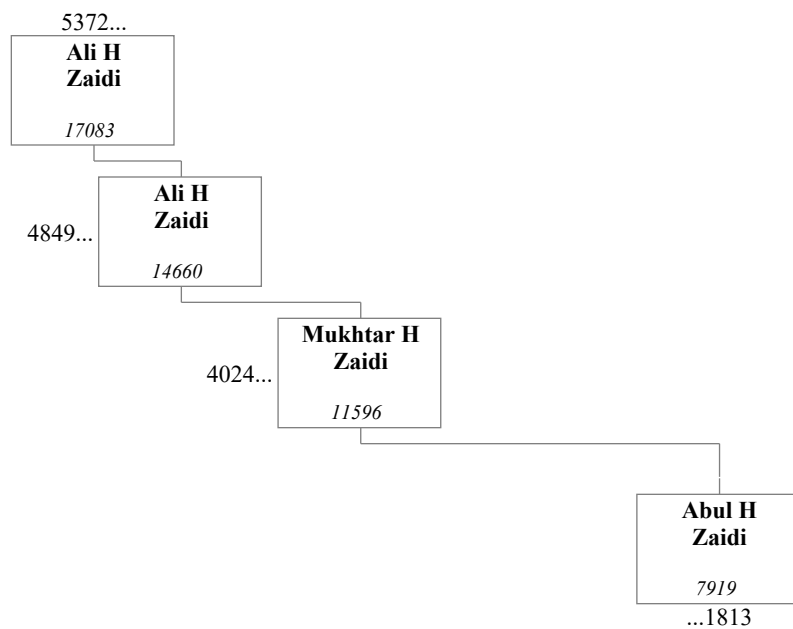 5372...
Ali H
Zaidi
17083
Ali H
Zaidi
4849...
14660
Mukhtar H
Zaidi
4024...
11596
Abul H
Zaidi
7919
...1813